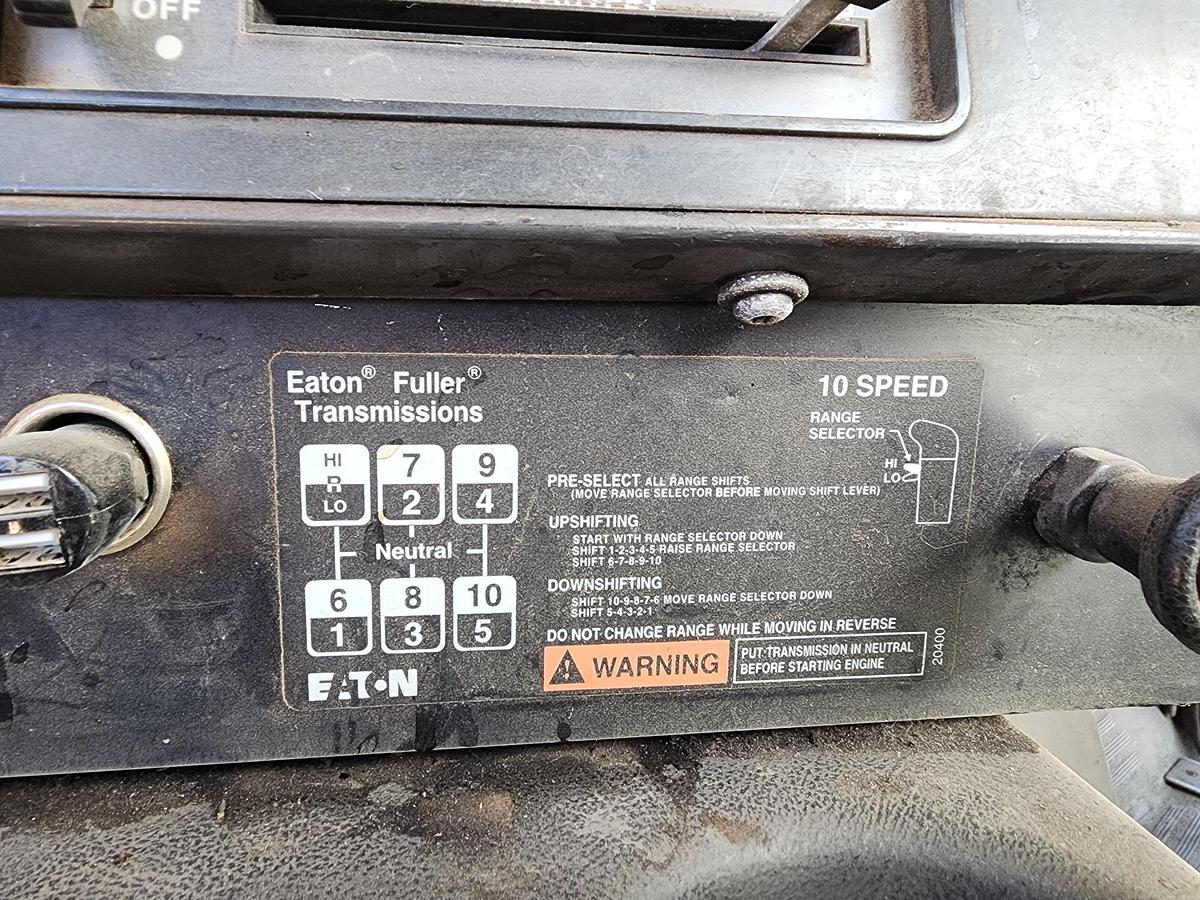 OFF
Eaton® Fuller®
Transmissions
10 SPEED
RANGE
SELECTOR
HI
LO
HI
R
LO
7
2
9
4
Neutral
6
1
8
3
10
5
EATON
PRE-SELECT ALL RANGE SHIFTS
(MOVE RANGE SELECTOR BEFORE MOVING SHIFT LEVER)
UPSHIFTING
START WITH RANGE SELECTOR DOWN
SHIFT 1-2-3-4-5 RAISE RANGE SELECTOR
SHIFT 6-7-8-9-10
DOWNSHIFTING
SHIFT 10-9-8-7-6 MOVE RANGE SELECTOR DOWN
SHIFT 5-4-3-2-1
DO NOT CHANGE RANGE WHILE MOVING IN REVERSE
WARNING
PUT TRANSMISSION IN NEUTRAL
BEFORE STARTING ENGINE
20400